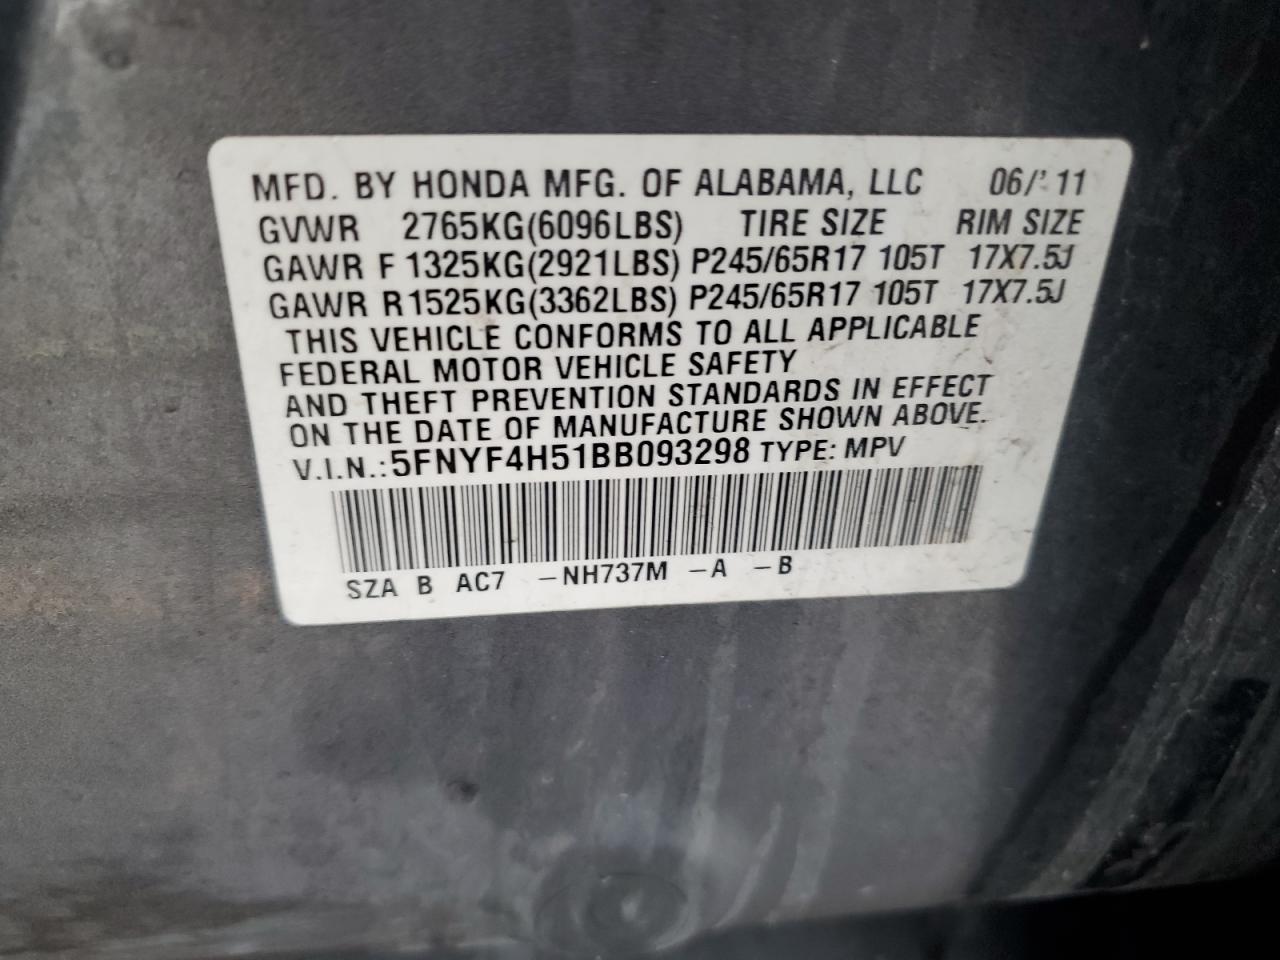 MFD. BY HONDA MFG. OF ALABAMA, LLC 06/'11
GVWR 2765KG(6096LBS) TIRE SIZE RIM SIZE
GAWR F 1325KG(2921LBS) P245/65R17 105T 17X7.5J
GAWR R1525KG(3362LBS) P245/65R17 105T 17X7.5J
THIS VEHICLE CONFORMS TO ALL APPLICABLE
FEDERAL MOTOR VEHICLE SAFETY
AND THEFT PREVENTION STANDARDS IN EFFECT
ON THE DATE OF MANUFACTURE SHOWN ABOVE.
V.I.N.:5FNYF4H51BB093298 TYPE: MPV
SZA B AC7 -NH737M -A -B